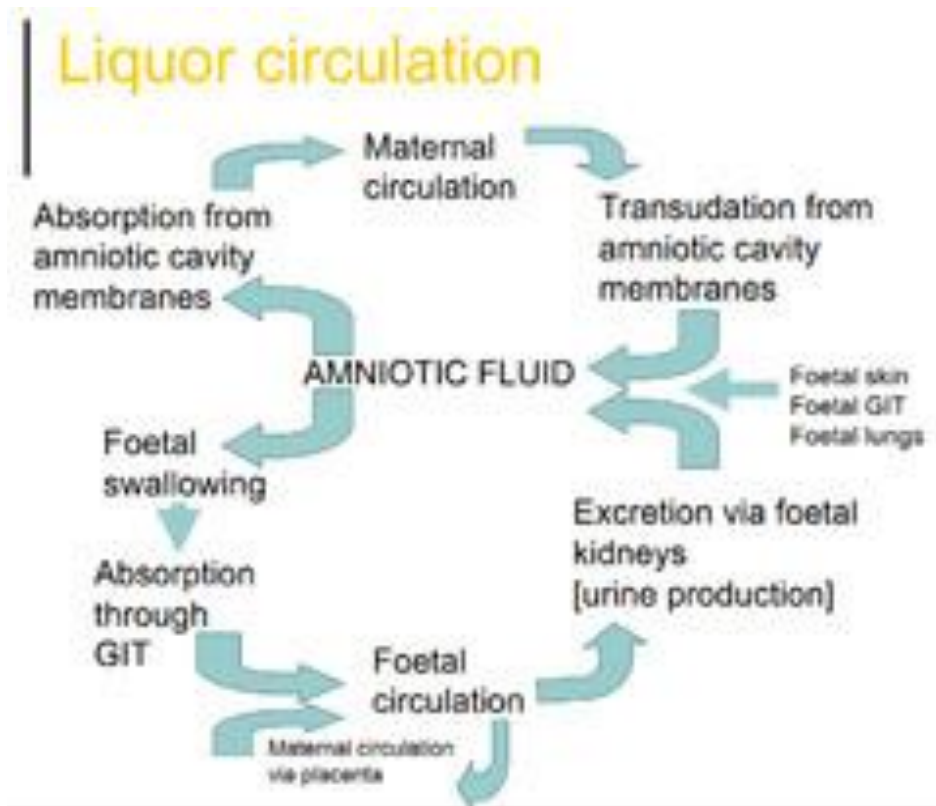 Liquor circulation
Maternal
circulation
Absorption from
amniotic cavity
membranes
Transudation from
amniotic cavity
membranes
AMNIOTIC FLUID
Foetal skin
Foetal GIT
Foetal lungs
Foetal
swallowing
Excretion via foetal
kidneys
[urine production]
Absorption
through
GIT
Foetal
circulation
Maternal circulation
via placenta